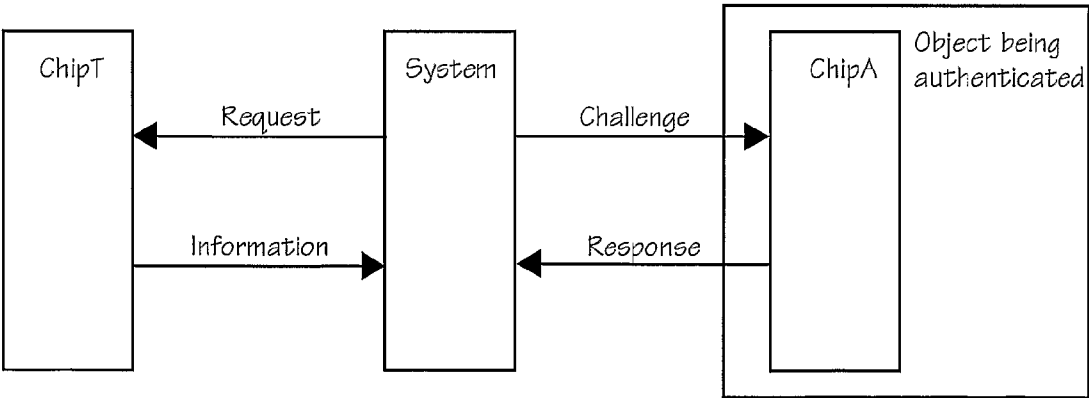 ChipT
System
ChipA
Object being
authenticated
Request
Challenge
Information
Response